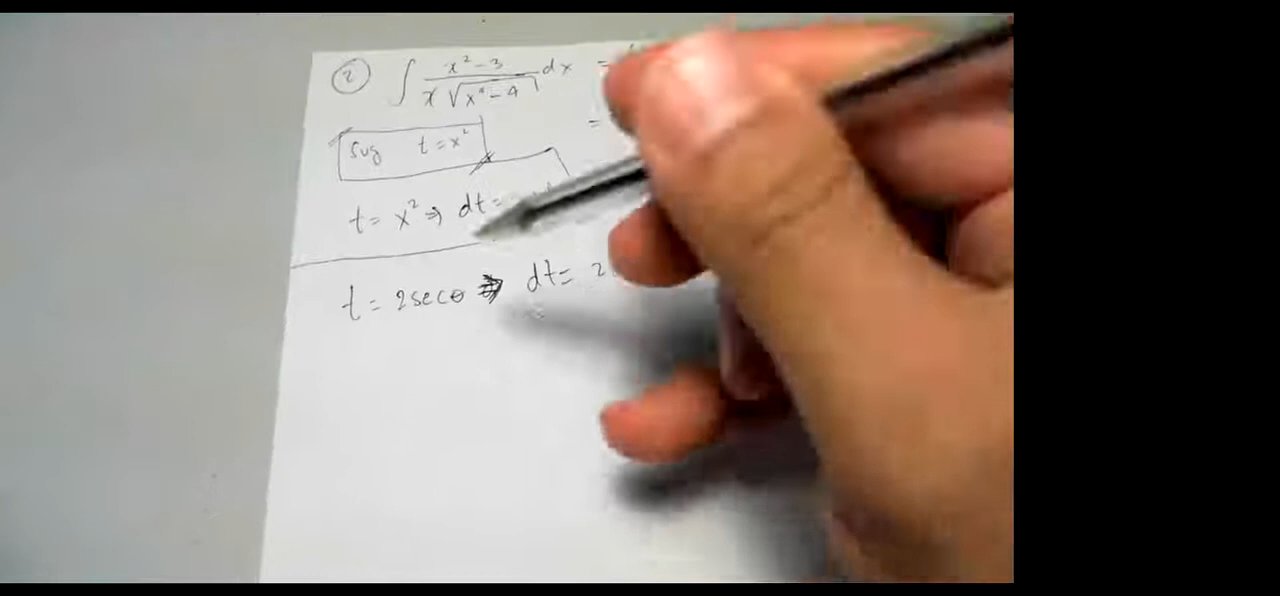 ② ∫ x² - 3 / x √x⁴ - 4 dx =
=
Sug t = x²
t = x² ⇒ dt =
t = 2secθ ⇒ dt = 2